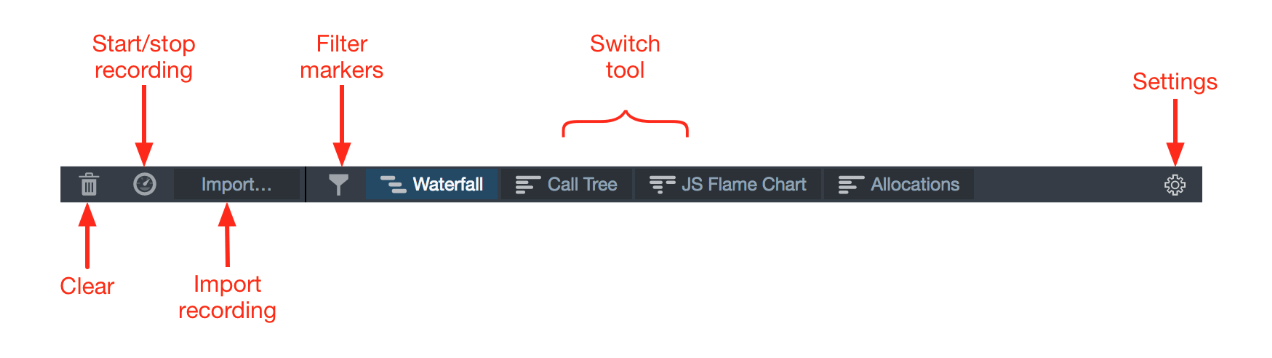 Start/stop
recording
Filter
markers
Switch
tool
Settings
Import...
Waterfall
Call Tree
JS Flame Chart
Allocations
Clear
Import
recording